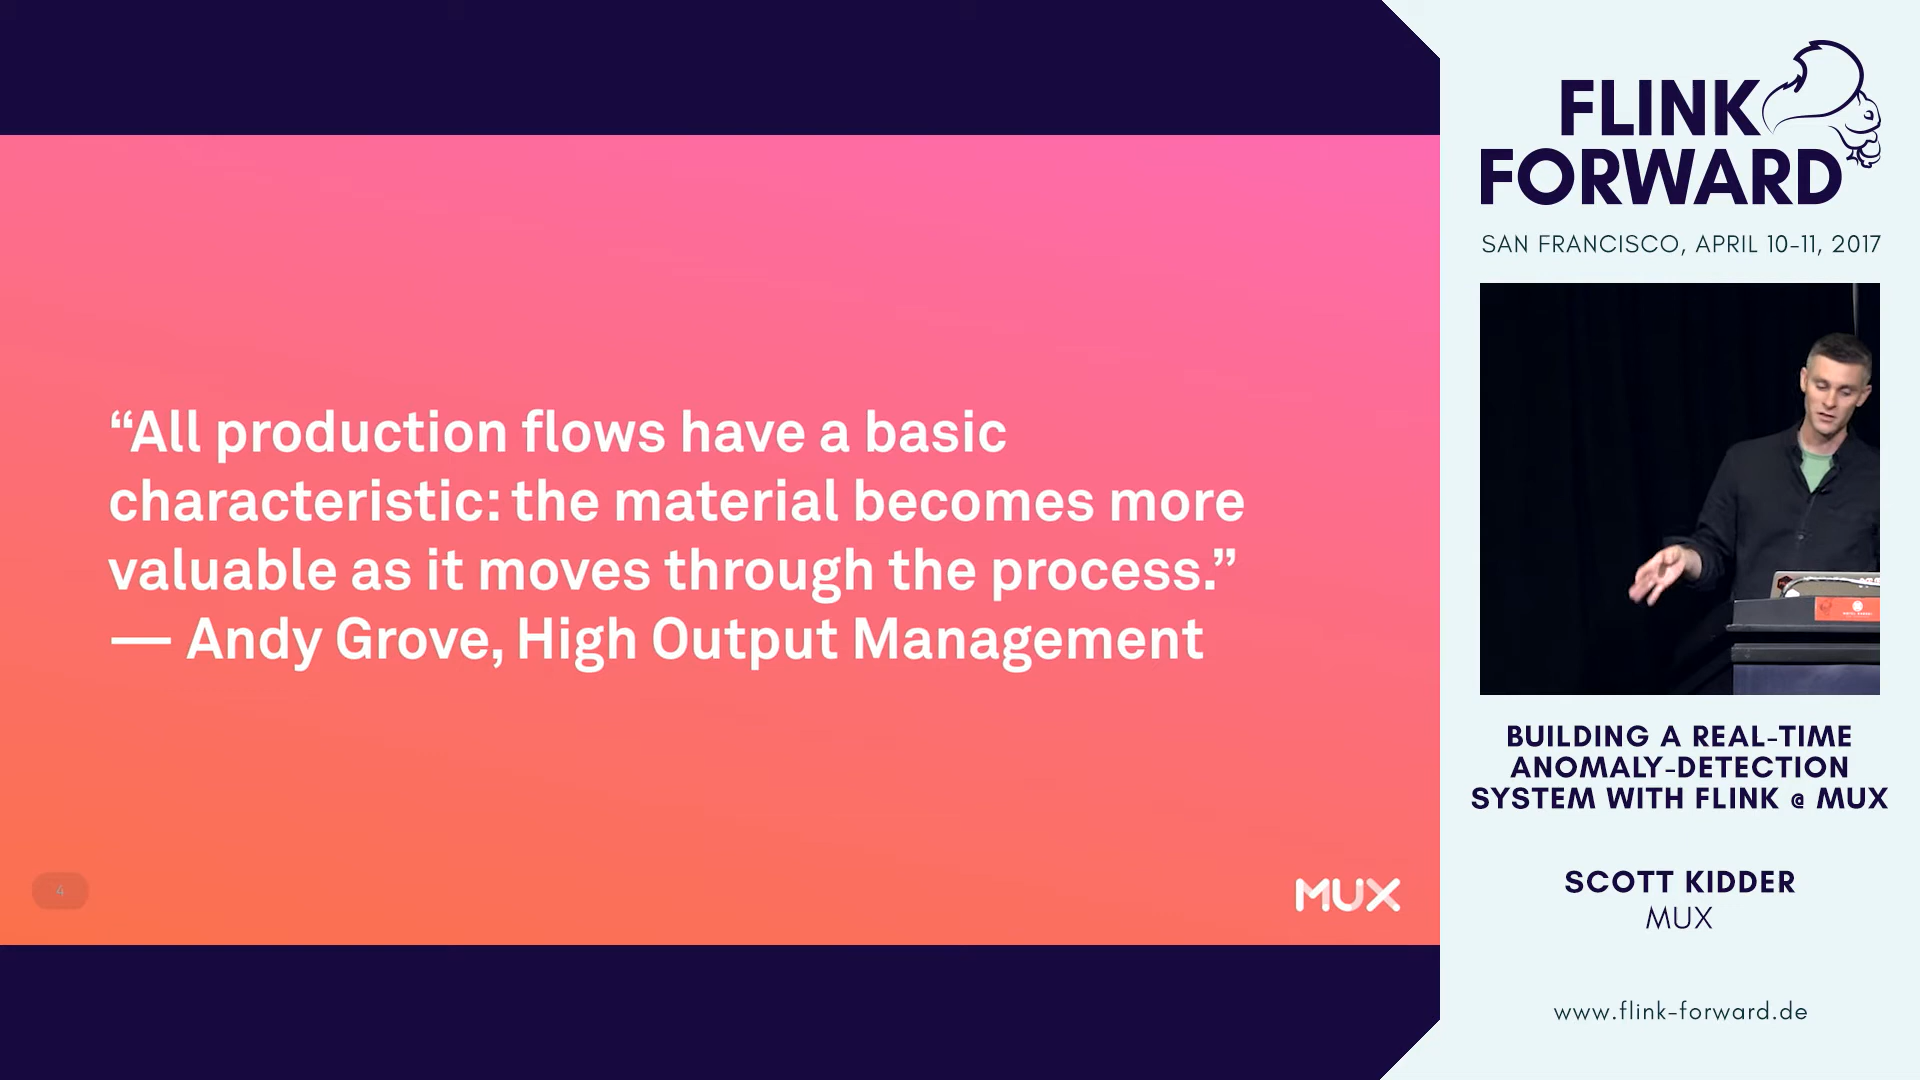 “All production flows have a basic
characteristic: the material becomes more
valuable as it moves through the process.”
— Andy Grove, High Output Management
4
MUX
FLINK
FORWARD
SAN FRANCISCO, APRIL 10-11, 2017
BUILDING A REAL-TIME
ANOMALY-DETECTION
SYSTEM WITH FLINK @ MUX
SCOTT KIDDER
MUX
www.flink-forward.de